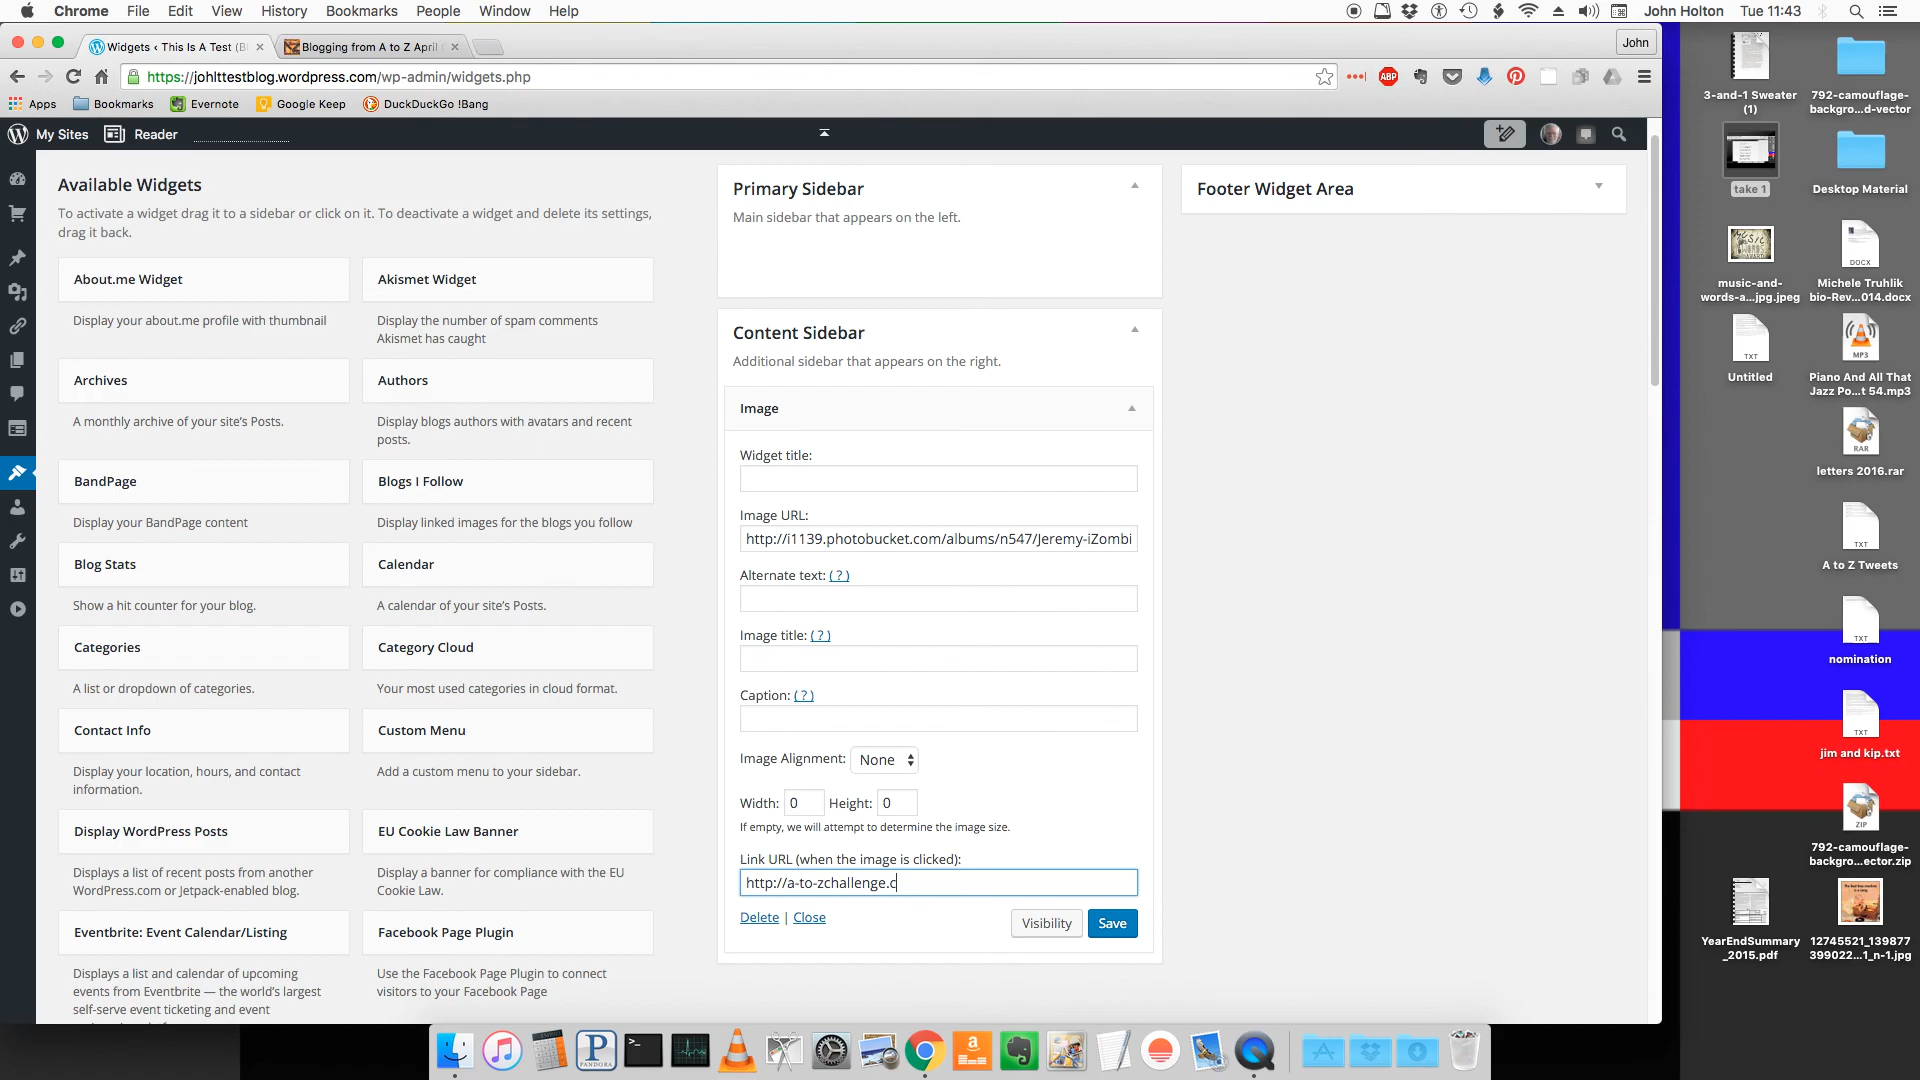 Chrome File Edit View History Bookmarks People Window Help John Holton Tue 11:43
Widgets ‹ This Is A Test (B Blogging from A to Z April John
https://johlttestblog.wordpress.com/wp-admin/widgets.php ABP
Apps Bookmarks Evernote Google Keep DuckDuckGo !Bang
My Sites Reader
Available Widgets
To activate a widget drag it to a sidebar or click on it. To deactivate a widget and delete its settings,
drag it back.
About.me Widget Akismet Widget
Display your about.me profile with thumbnail Display the number of spam comments
Akismet has caught
Archives Authors
A monthly archive of your site's Posts. Display blogs authors with avatars and recent
posts.
BandPage Blogs I Follow
Display your BandPage content Display linked images for the blogs you follow
Blog Stats Calendar
Show a hit counter for your blog. A calendar of your site's Posts.
Categories Category Cloud
A list or dropdown of categories. Your most used categories in cloud format.
Contact Info Custom Menu
Display your location, hours, and contact Add a custom menu to your sidebar.
information.
Display WordPress Posts EU Cookie Law Banner
Displays a list of recent posts from another Display a banner for compliance with the EU
WordPress.com or Jetpack-enabled blog. Cookie Law.
Eventbrite: Event Calendar/Listing Facebook Page Plugin
Displays a list and calendar of upcoming Use the Facebook Page Plugin to connect
events from Eventbrite — the world's largest visitors to your Facebook Page
self-serve event ticketing and event
Primary Sidebar
Main sidebar that appears on the left.
Content Sidebar
Additional sidebar that appears on the right.
Image
Widget title:
Image URL:
http://i1139.photobucket.com/albums/n547/Jeremy-iZombi
Alternate text: ( ? )
Image title: ( ? )
Caption: ( ? )
Image Alignment: None
Width: 0 Height: 0
If empty, we will attempt to determine the image size.
Link URL (when the image is clicked):
http://a-to-zchallenge.c
Delete | Close Visibility Save
Footer Widget Area
3-and-1 Sweater 792-camouflage-
(1) backgro...d-vector
take 1 Desktop Material
DOCX
music-and- Michele Truhlik
words-a...jpg.jpeg bio-Rev...014.docx
TXT MP3
Untitled Piano And All That
Jazz Po...t 54.mp3
RAR
letters 2016.rar
TXT
A to Z Tweets
TXT
nomination
TXT
jim and kip.txt
ZIP
792-camouflage-
backgro...ector.zip
YearEndSummary 12745521_139877
_2015.pdf 399022...1_n-1.jpg
PANDORA